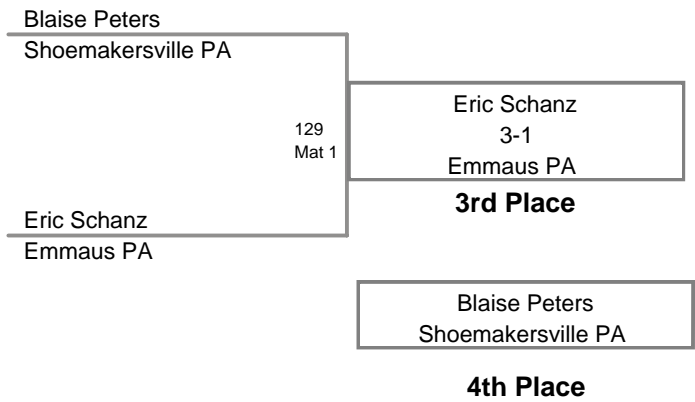 Blaise Peters
Shoemakersville PA
129
Mat 1
Eric Schanz
3-1
Emmaus PA
3rd Place
Eric Schanz
Emmaus PA
Blaise Peters
Shoemakersville PA
4th Place